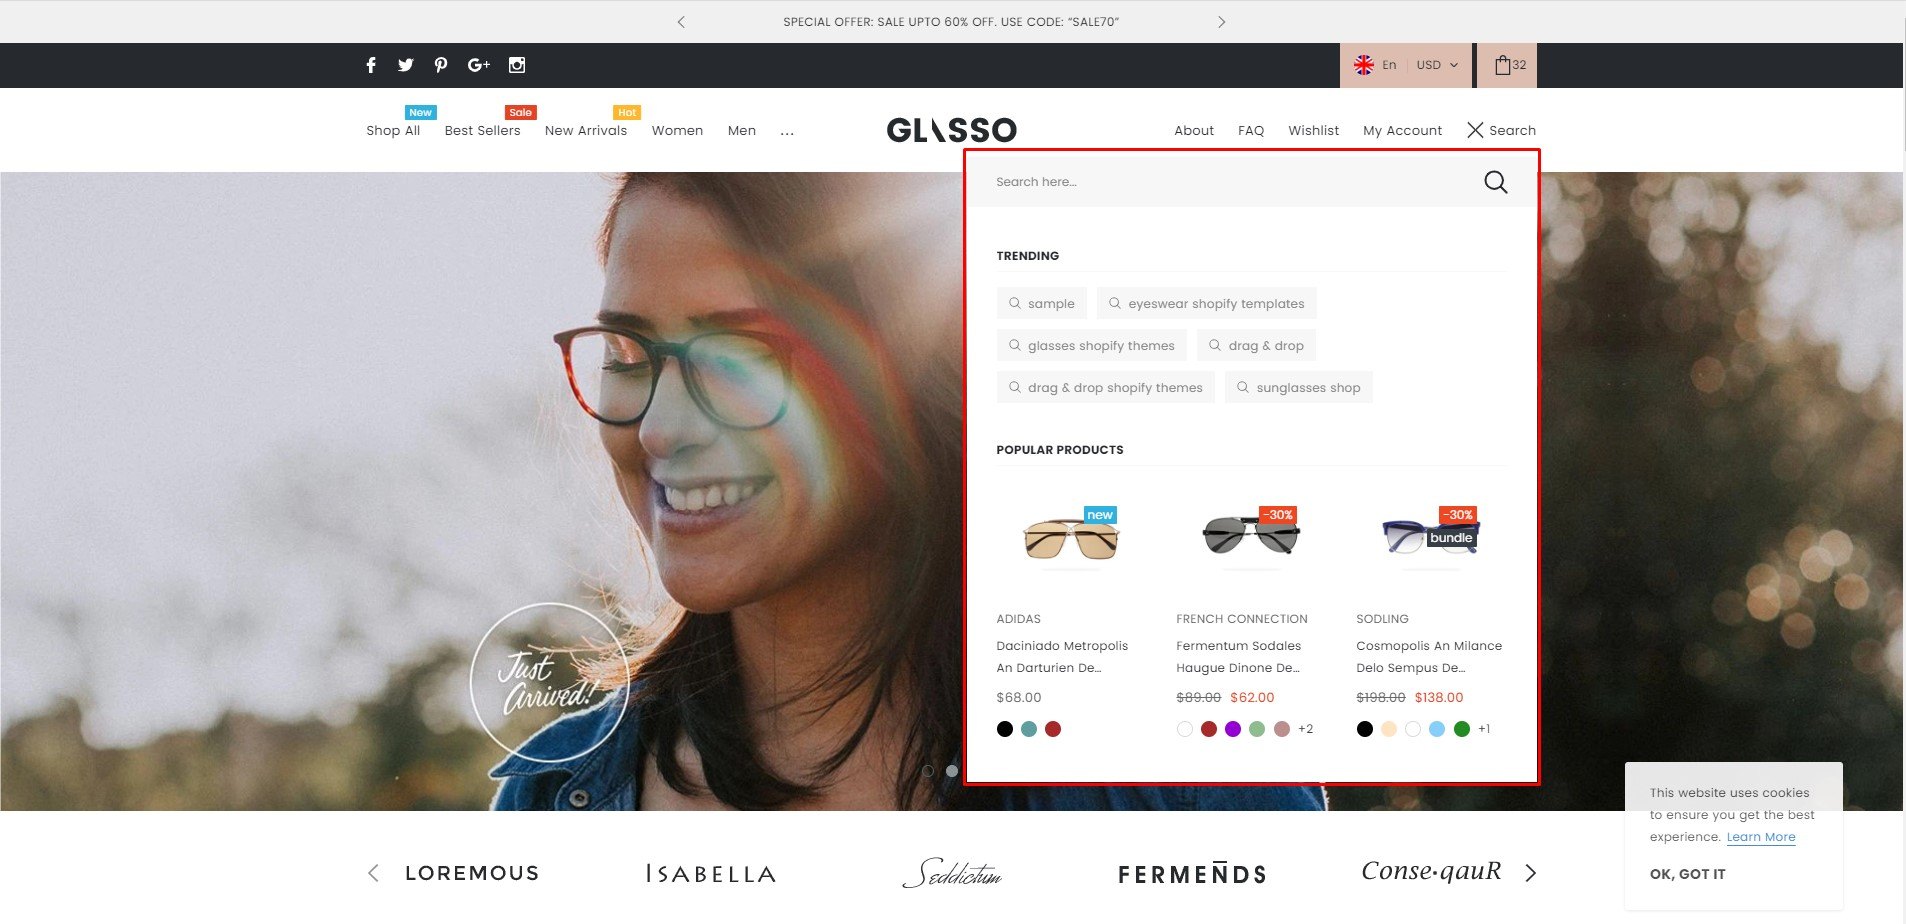 SPECIAL OFFER: SALE UPTO 60% OFF. USE CODE: “SALE70”
G+
En
USD
32
New
Sale
Hot
Shop All
Best Sellers
New Arrivals
Women
Men
...
GLASSO
About
FAQ
Wishlist
My Account
Search
Search here...
TRENDING
sample
eyeswear shopify templates
glasses shopify themes
drag & drop
drag & drop shopify themes
sunglasses shop
POPULAR PRODUCTS
new
-30%
-30%
bundle
ADIDAS
Daciniado Metropolis
An Darturien De...
$68.00
FRENCH CONNECTION
Fermentum Sodales
Haugue Dinone De...
$89.00 $62.00
+2
SODLING
Cosmopolis An Milance
Delo Sempus De...
$198.00 $138.00
+1
Just
Arrived!
LOREMOUS
ISABELLA
Seddictum
FERMEÑDS
Conse·qauR
This website uses cookies
to ensure you get the best
experience. Learn More
OK, GOT IT